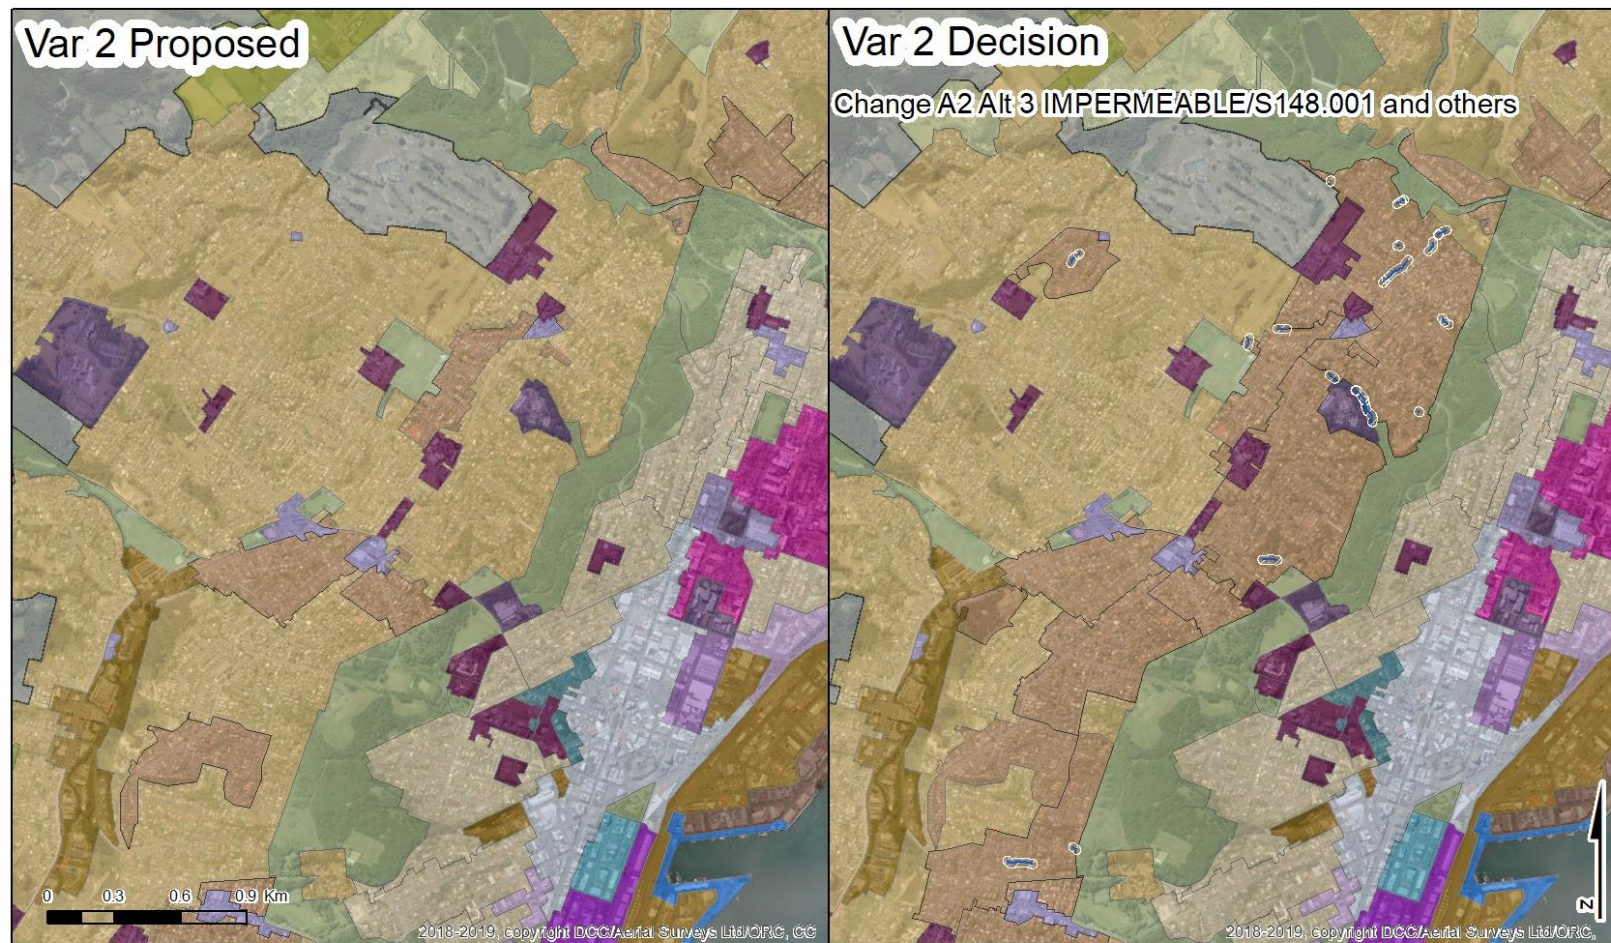 Var 2 Proposed
Var 2 Decision
Change A2 Alt 3 IMPERMEABLE/S148.001 and others
0 0.3 0.6 0.9 Km
2018-2019, copyright DCC/Aerial Surveys Ltd/ORC, CC
2018-2019, copyright DCC/Aerial Surveys Ltd/ORC,
N